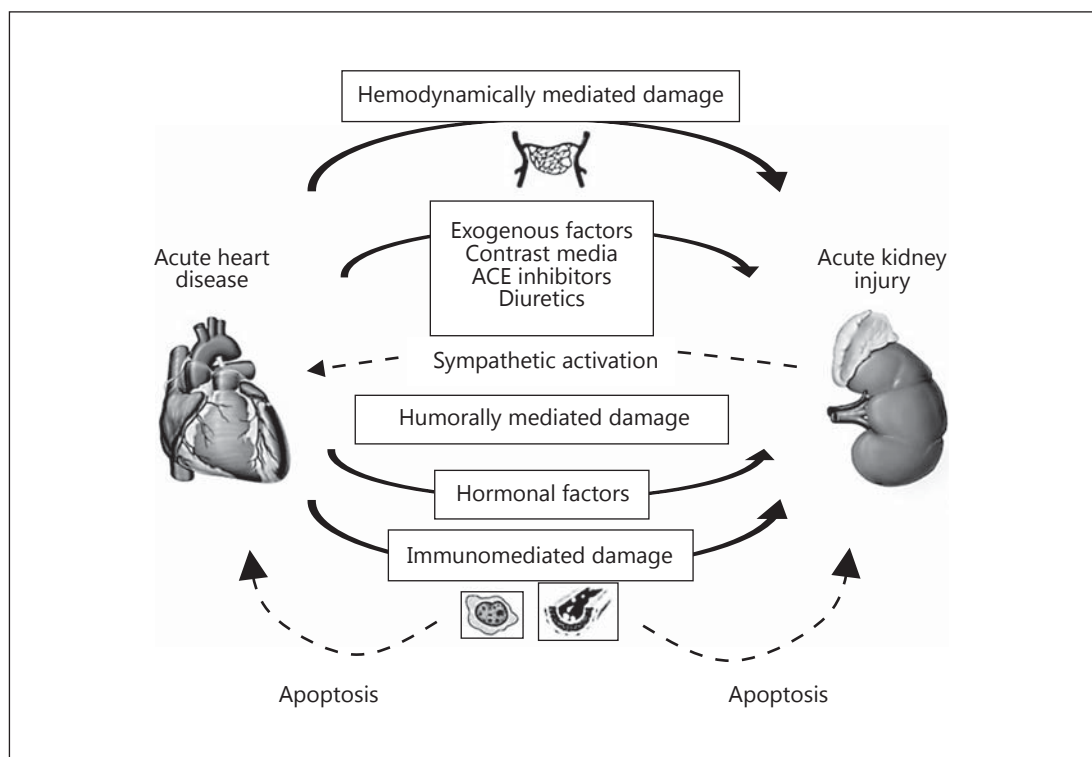 Hemodynamically mediated damage
Exogenous factors
Contrast media
ACE inhibitors
Diuretics
Acute heart
disease
Acute kidney
injury
Sympathetic activation
Humorally mediated damage
Hormonal factors
Immunomediated damage
Apoptosis
Apoptosis